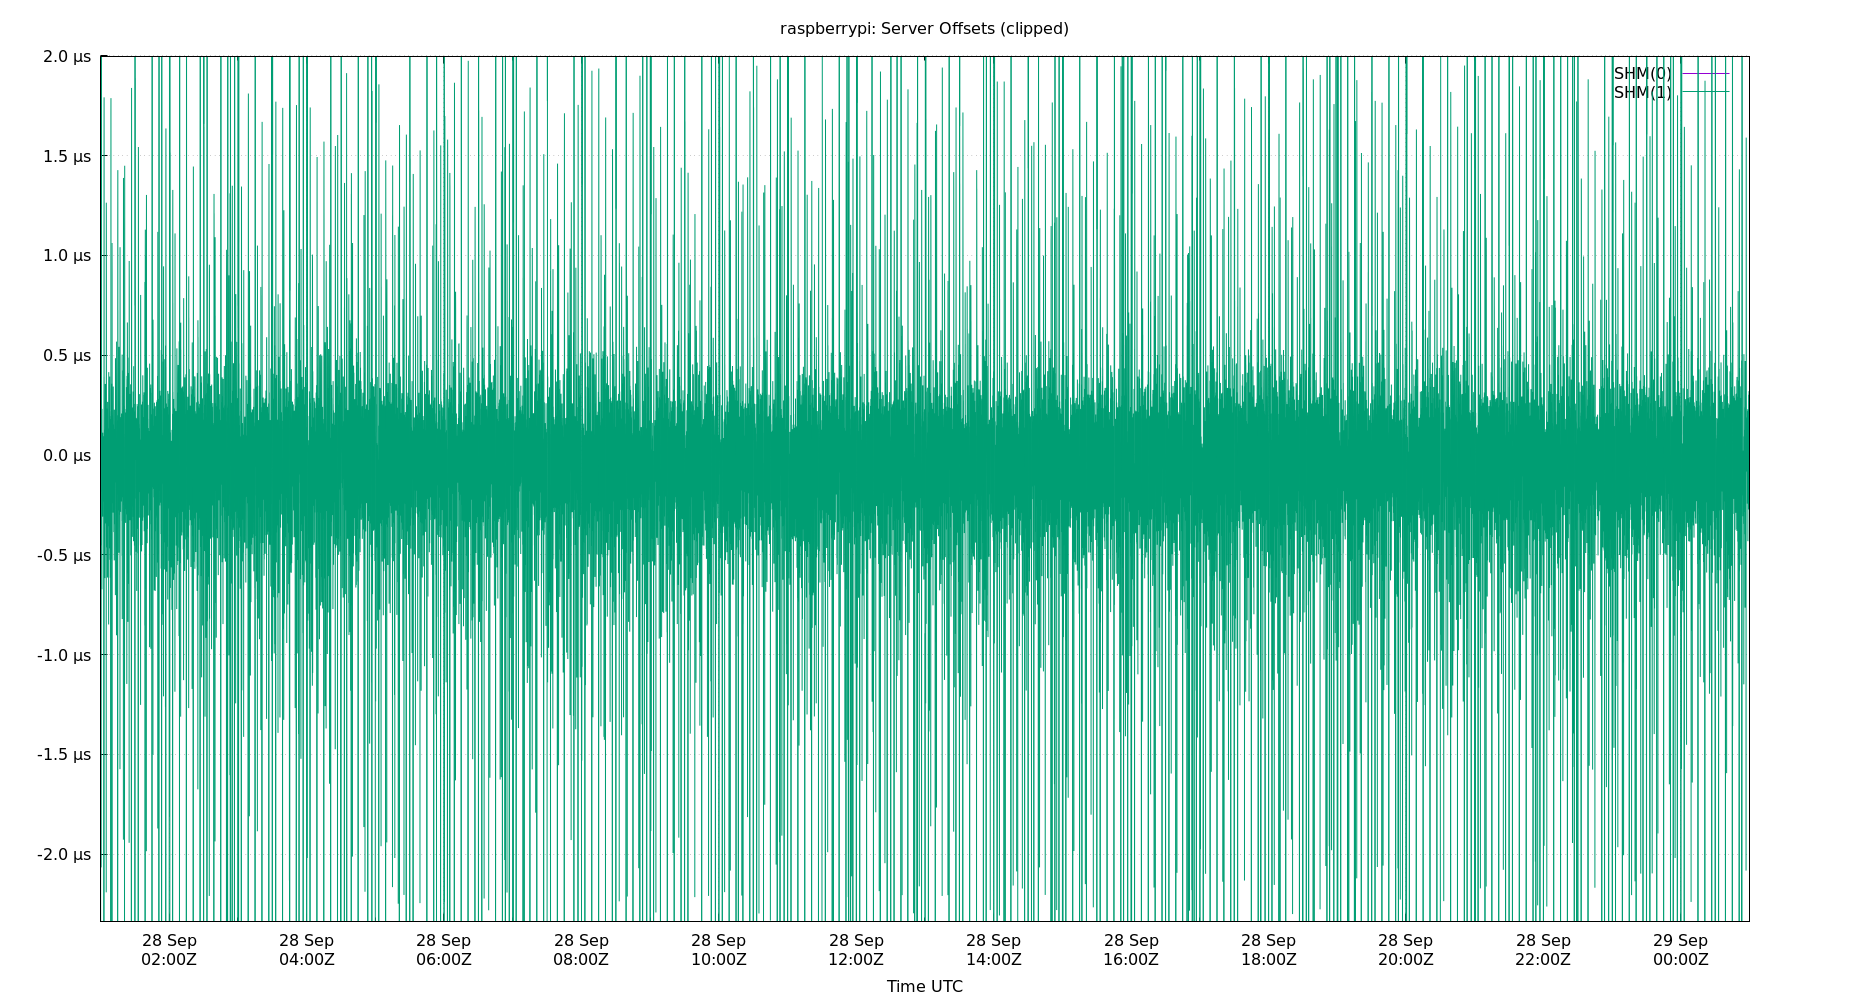 raspberrypi: Server Offsets (clipped)
2.0 µs
1.5 µs
1.0 µs
0.5 µs
0.0 µs
-0.5 µs
-1.0 µs
-1.5 µs
-2.0 µs
SHM(0)
SHM(1)
28 Sep 28 Sep 28 Sep 28 Sep 28 Sep 28 Sep 28 Sep 28 Sep 28 Sep 28 Sep 28 Sep 29 Sep
02:00Z 04:00Z 06:00Z 08:00Z 10:00Z 12:00Z 14:00Z 16:00Z 18:00Z 20:00Z 22:00Z 00:00Z
Time UTC